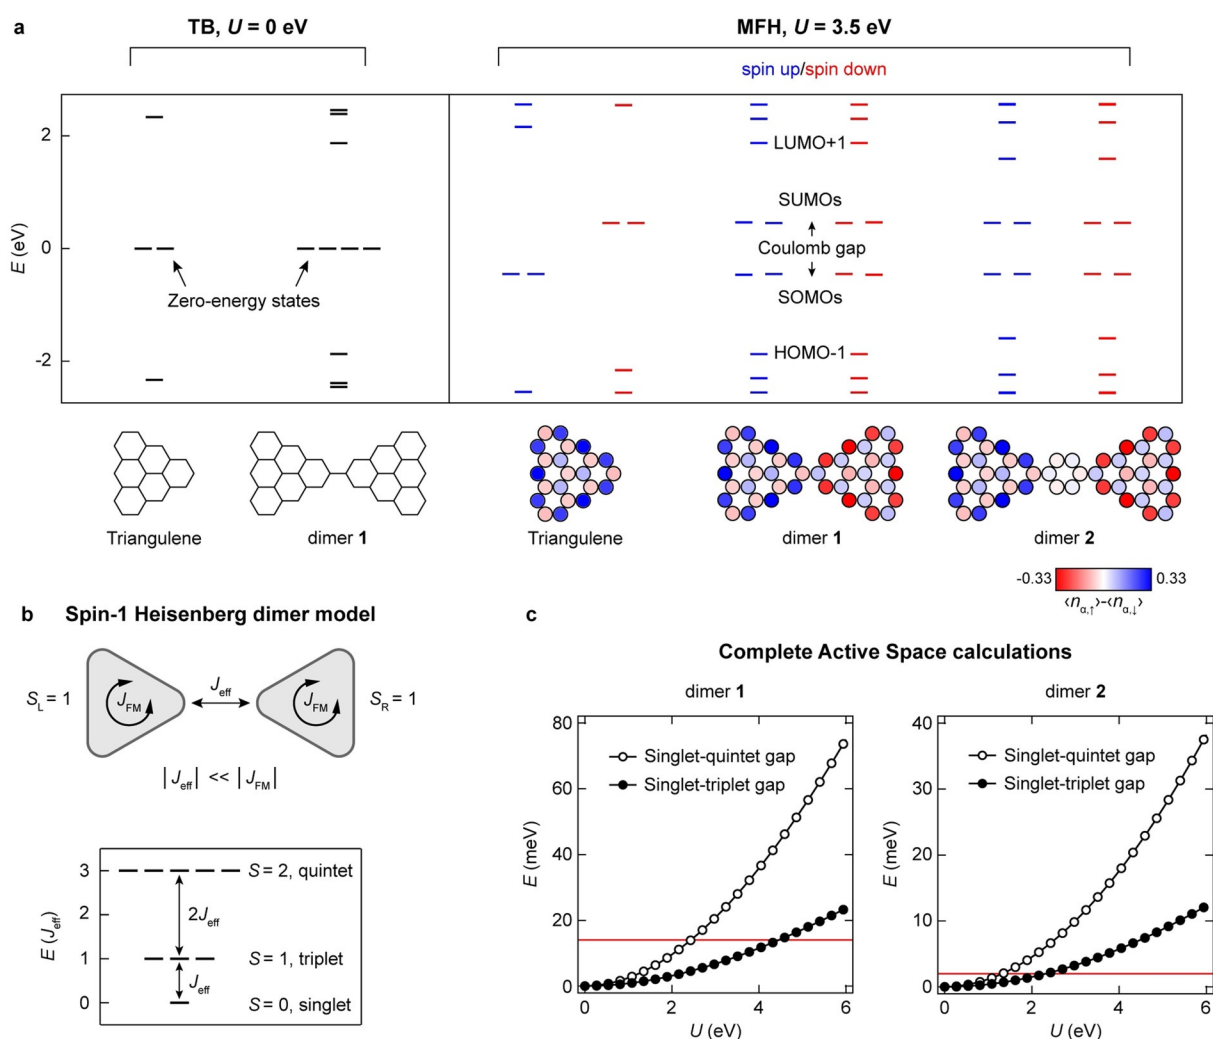 a
TB, U = 0 eV
MFH, U = 3.5 eV
spin up/spin down
E (eV)
2
0
-2
Zero-energy states
LUMO+1
SUMOs
Coulomb gap
SOMOs
HOMO-1
Triangulene
dimer 1
Triangulene
dimer 1
dimer 2
-0.33
0.33
⟨nα,↑⟩-⟨nα,↓⟩
b
Spin-1 Heisenberg dimer model
SL = 1
JFM
Jeff
JFM
SR = 1
|Jeff| << |JFM|
E (Jeff)
3
2
1
0
S = 2, quintet
2Jeff
S = 1, triplet
Jeff
S = 0, singlet
c
Complete Active Space calculations
dimer 1
E (meV)
80
60
40
20
0
Singlet-quintet gap
Singlet-triplet gap
0
2
4
6
U (eV)
dimer 2
E (meV)
40
30
20
10
0
Singlet-quintet gap
Singlet-triplet gap
0
2
4
6
U (eV)